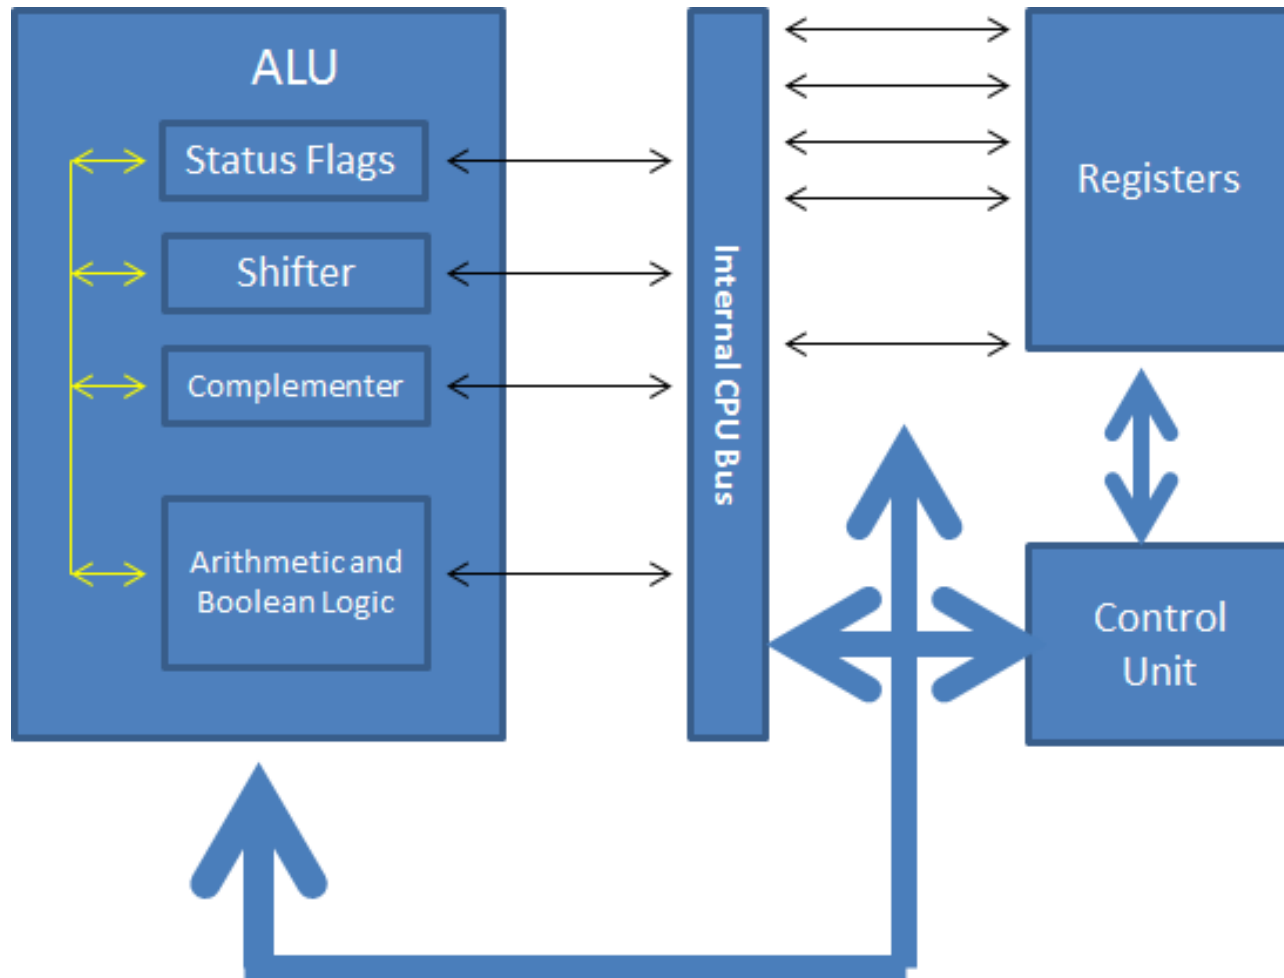 ALU
Status Flags
Shifter
Complementer
Arithmetic and
Boolean Logic
Internal CPU Bus
Registers
Control
Unit